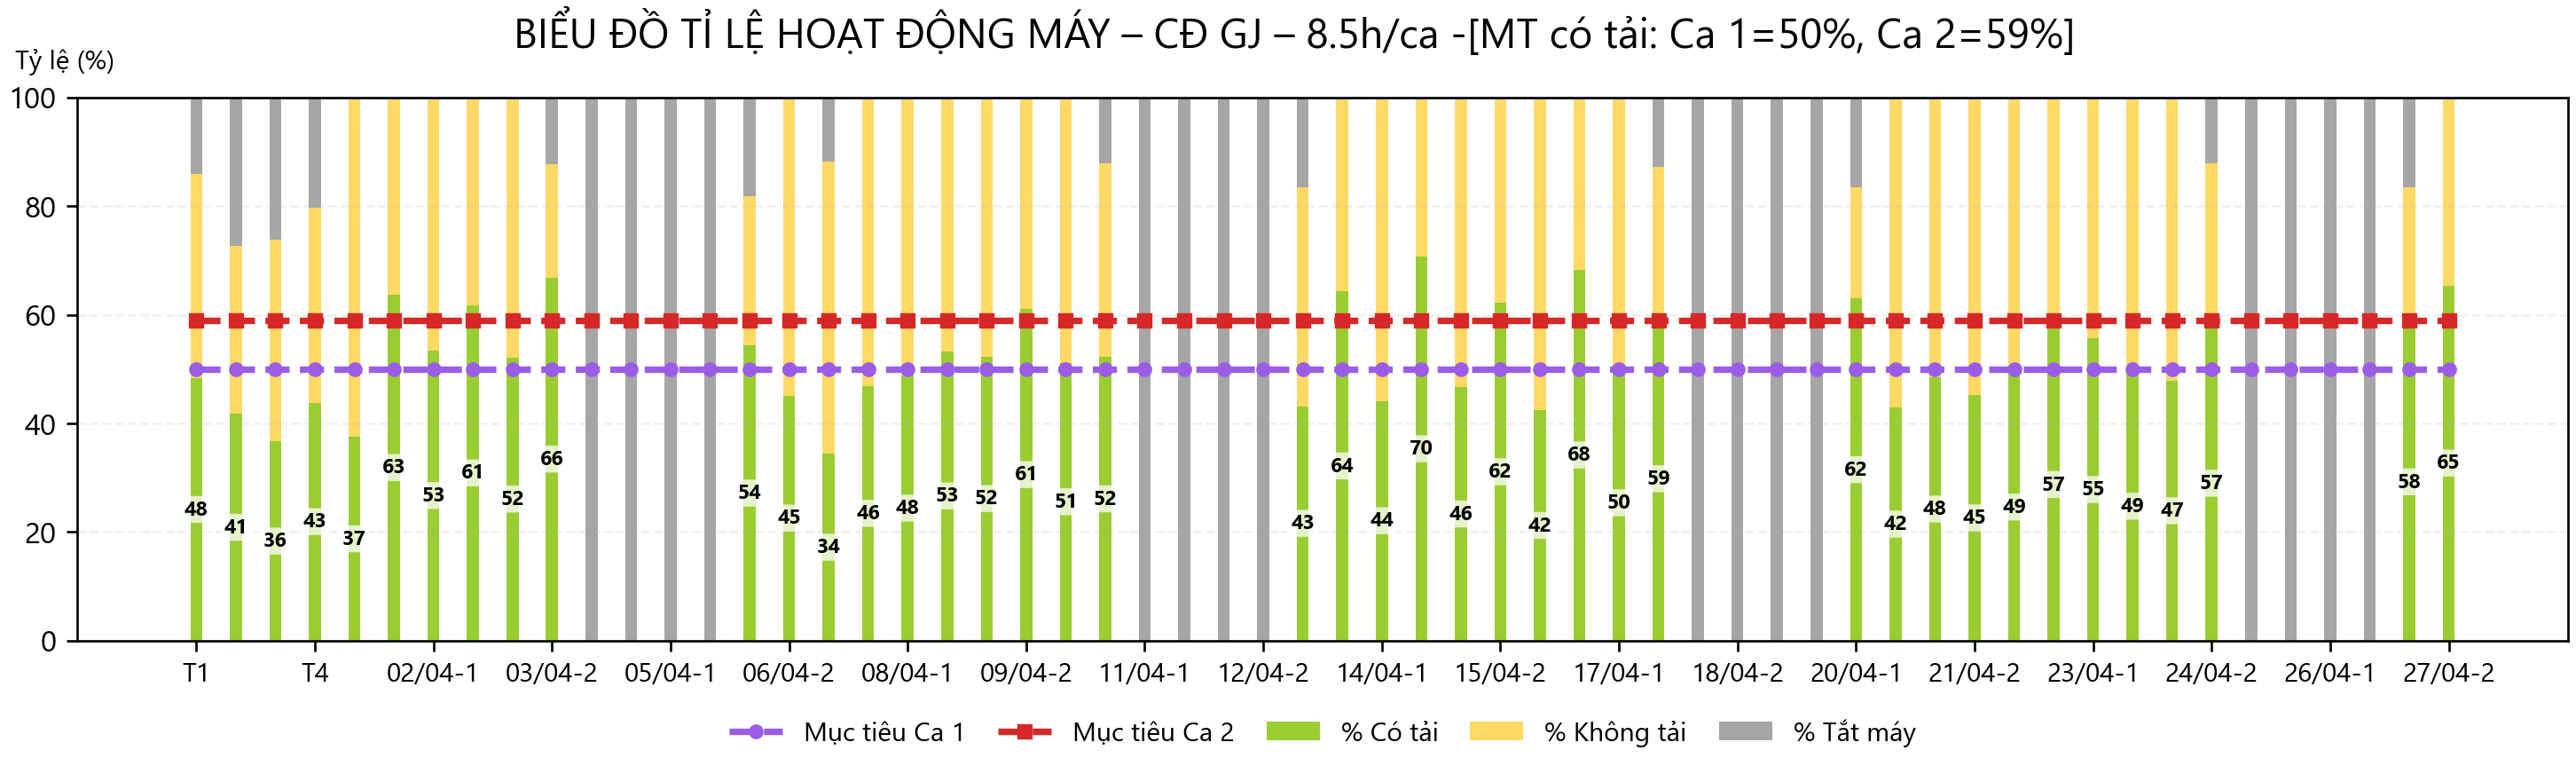 BIỂU ĐỒ TỈ LỆ HOẠT ĐỘNG MÁY – CĐ GJ – 8.5h/ca -[MT có tải: Ca 1=50%, Ca 2=59%]
Tỷ lệ (%)
100
80
60
40
20
0
48 41 36 43 37 63 53 61 52 66 54 45 34 46 48 53 52 61 51 52 43 64 44 70 46 62 42 68 50 59 62 42 48 45 49 57 55 49 47 57 58 65
T1 T4 02/04-1 03/04-2 05/04-1 06/04-2 08/04-1 09/04-2 11/04-1 12/04-2 14/04-1 15/04-2 17/04-1 18/04-2 20/04-1 21/04-2 23/04-1 24/04-2 26/04-1 27/04-2
Mục tiêu Ca 1 Mục tiêu Ca 2 % Có tải % Không tải % Tắt máy